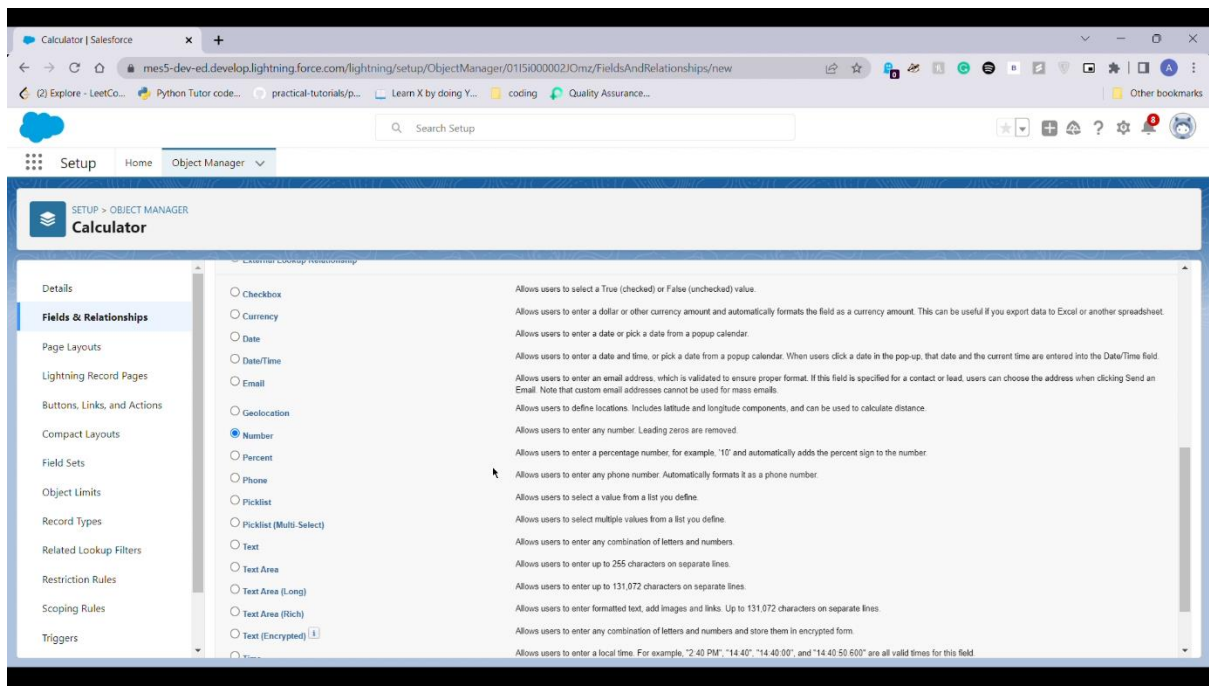 Calculator | Salesforce
mes5-dev-ed.develop.lightning.force.com/lightning/setup/ObjectManager/01I5i000002JOmz/FieldsAndRelationships/new
(2) Explore - LeetCo...
Python Tutor code...
practical-tutorials/p...
Learn X by doing Y...
coding
Quality Assurance...
Other bookmarks
Search Setup
8
Setup
Home
Object Manager
SETUP > OBJECT MANAGER
Calculator
Details
Fields & Relationships
Page Layouts
Lightning Record Pages
Buttons, Links, and Actions
Compact Layouts
Field Sets
Object Limits
Record Types
Related Lookup Filters
Restriction Rules
Scoping Rules
Triggers
External Lookup Relationship
Checkbox
Allows users to select a True (checked) or False (unchecked) value.
Currency
Allows users to enter a dollar or other currency amount and automatically formats the field as a currency amount. This can be useful if you export data to Excel or another spreadsheet.
Date
Allows users to enter a date or pick a date from a popup calendar.
Date/Time
Allows users to enter a date and time, or pick a date from a popup calendar. When users click a date in the pop-up, that date and the current time are entered into the Date/Time field.
Email
Allows users to enter an email address, which is validated to ensure proper format. If this field is specified for a contact or lead, users can choose the address when clicking Send an
Email. Note that custom email addresses cannot be used for mass emails.
Geolocation
Allows users to define locations. Includes latitude and longitude components, and can be used to calculate distance.
Number
Allows users to enter any number. Leading zeros are removed.
Percent
Allows users to enter a percentage number, for example, '10' and automatically adds the percent sign to the number.
Phone
Allows users to enter any phone number. Automatically formats it as a phone number.
Picklist
Allows users to select a value from a list you define.
Picklist (Multi-Select)
Allows users to select multiple values from a list you define.
Text
Allows users to enter any combination of letters and numbers.
Text Area
Allows users to enter up to 255 characters on separate lines.
Text Area (Long)
Allows users to enter up to 131,072 characters on separate lines.
Text Area (Rich)
Allows users to enter formatted text, add images and links. Up to 131,072 characters on separate lines.
Text (Encrypted) i
Allows users to enter any combination of letters and numbers and store them in encrypted form.
Time
Allows users to enter a local time. For example, "2:40 PM", "14:40", "14:40:00", and "14:40:50.600" are all valid times for this field.